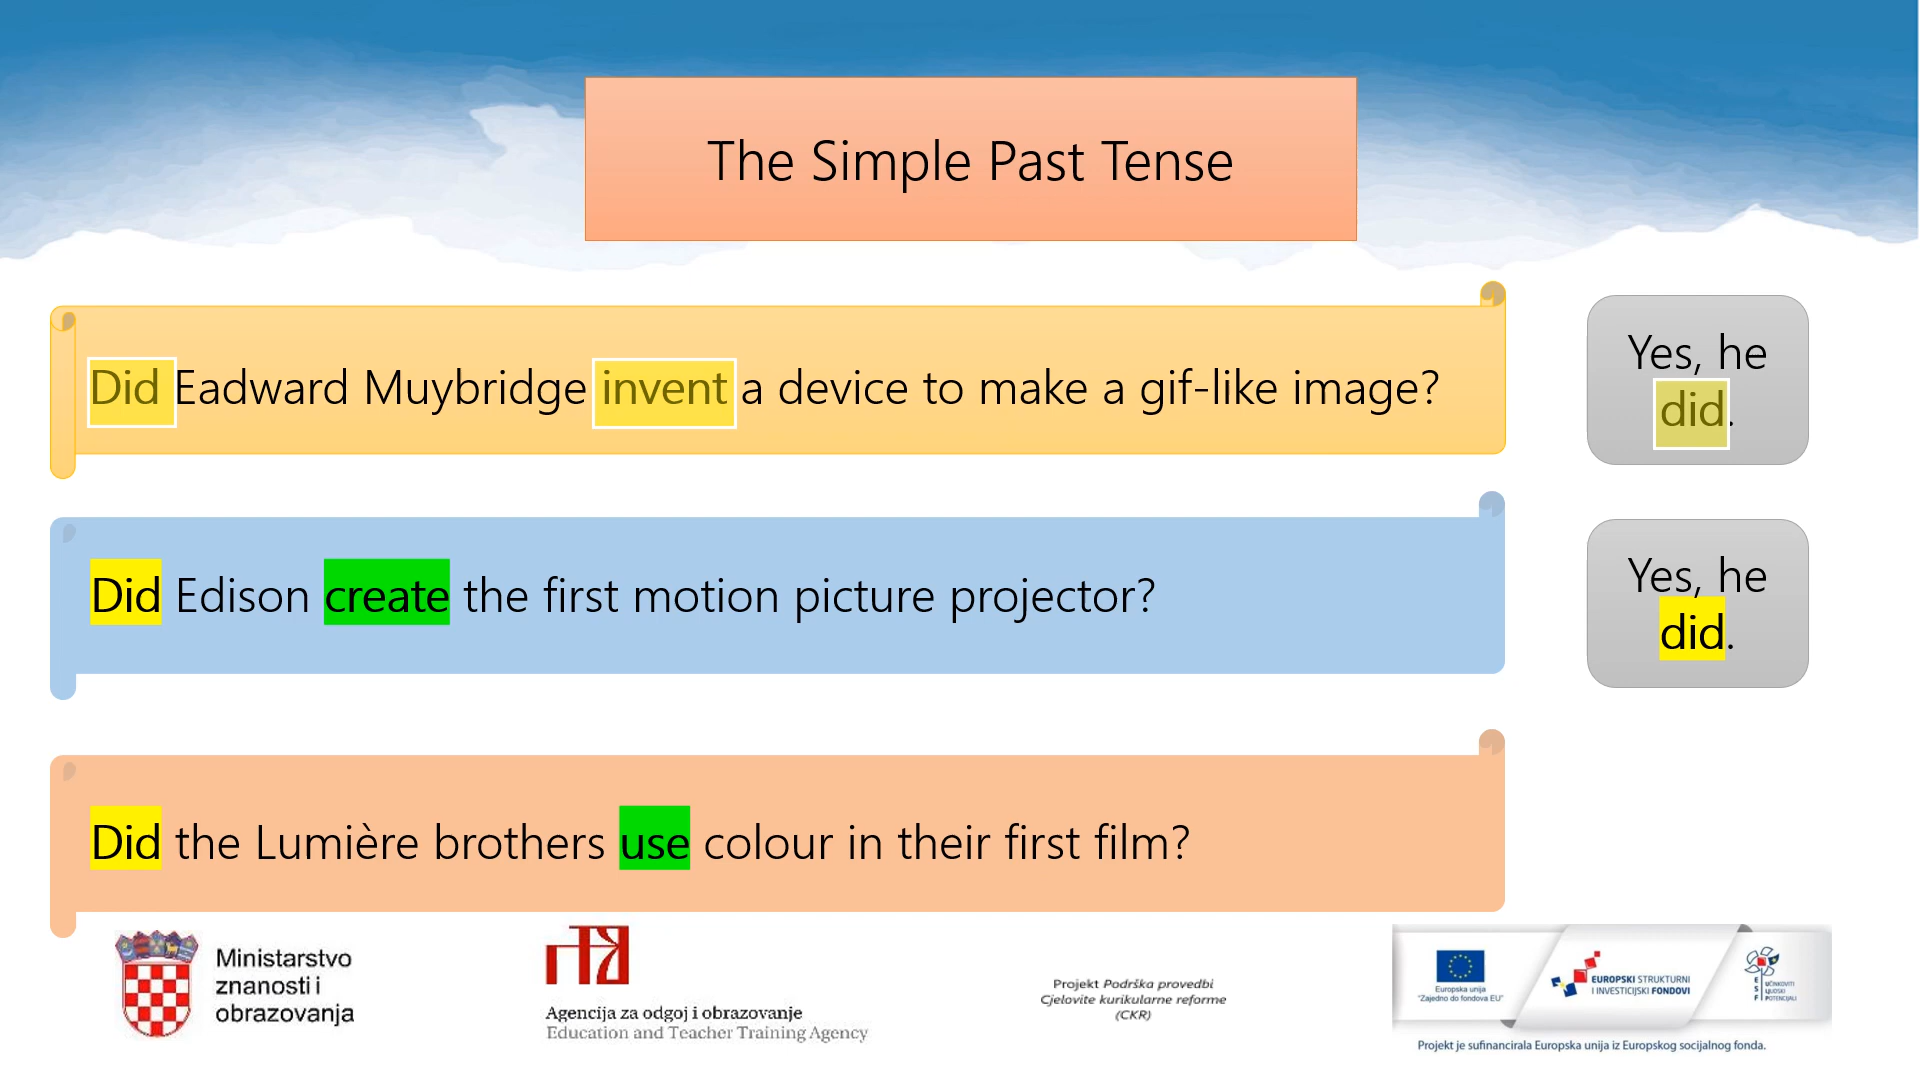 The Simple Past Tense
Did Eadward Muybridge invent a device to make a gif-like image?
Yes, he
did.
Did Edison create the first motion picture projector?
Yes, he
did.
Did the Lumière brothers use colour in their first film?
Ministarstvo
znanosti i
obrazovanja
Agencija za odgoj i obrazovanje
Education and Teacher Training Agency
Projekt Podrška provedbi
Cjelovite kurikularne reforme
(CKR)
Europska unija
"Zajedno do fondova EU"
EUROPSKI STRUKTURNI
I INVESTICIJSKI FONDOVI
ESF
UČINKOVITI
LJUDSKI
POTENCIJALI
Projekt je sufinancirala Europska unija iz Europskog socijalnog fonda.